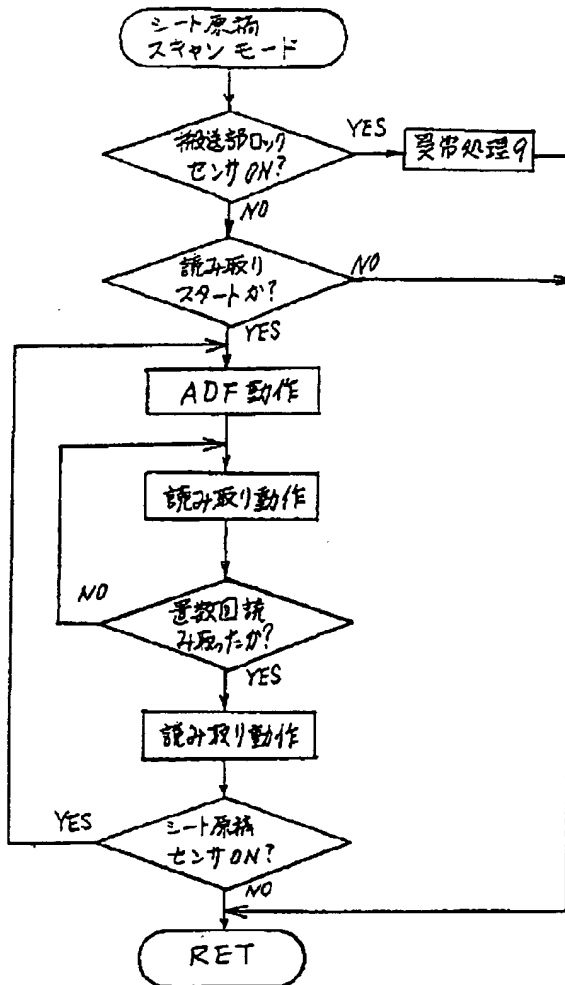 シート原稿
スキャンモード
搬送部ロック
センサON?
YES
異常処理9
NO
読み取り
スタートか?
NO
YES
ADF動作
読み取り動作
NO
置数回読
み取ったか?
YES
読み取り動作
YES
シート原稿
センサON?
NO
RET